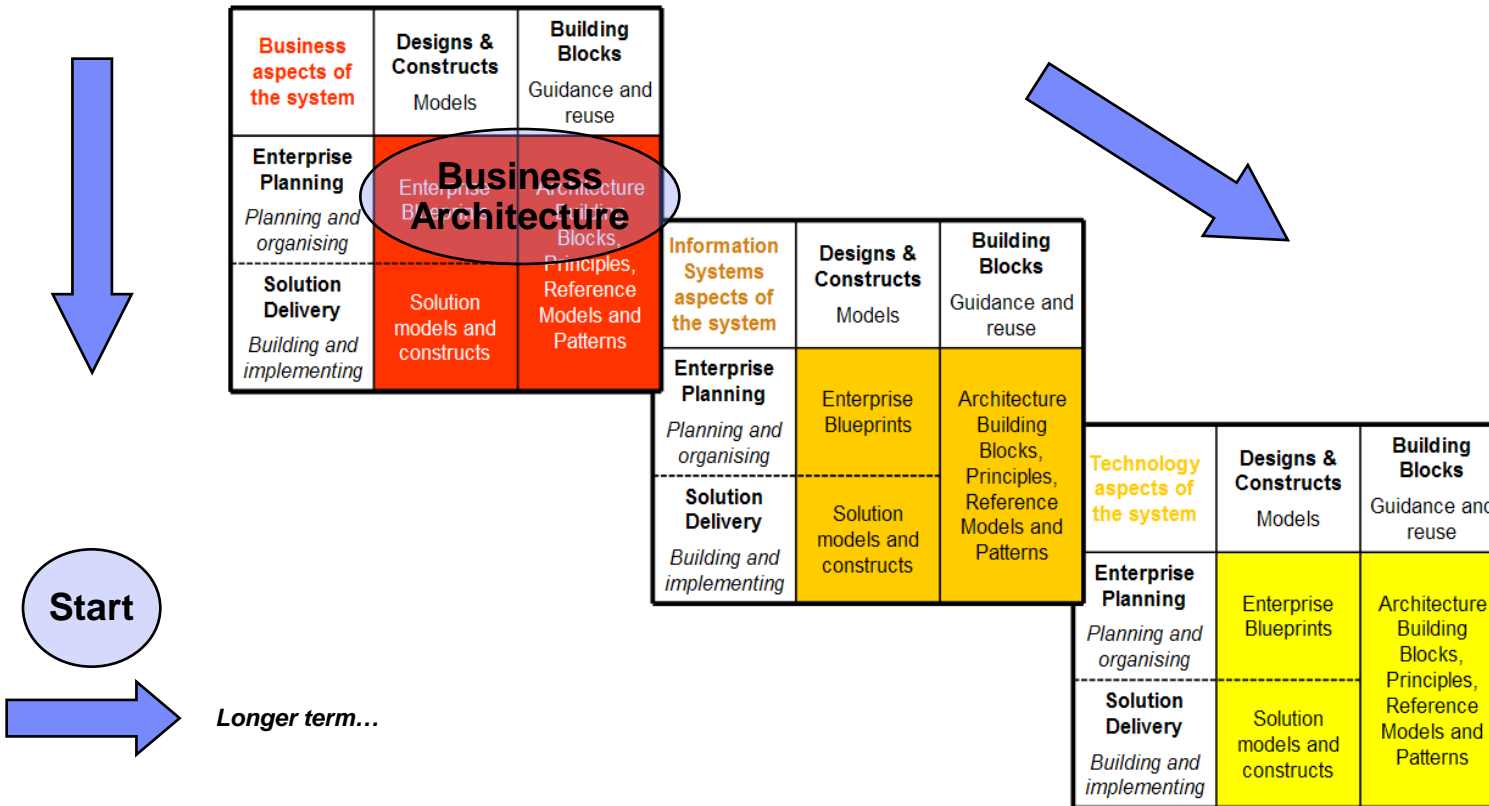 Business
aspects of
the system
Designs &
Constructs
Models
Building
Blocks
Guidance and
reuse
Enterprise
Planning
Planning and
organising
Enterprise
Blueprints
Business
Architecture
Architecture
Building
Blocks,
Principles,
Reference
Models and
Patterns
Solution
Delivery
Building and
implementing
Solution
models and
constructs
Information
Systems
aspects of
the system
Designs &
Constructs
Models
Building
Blocks
Guidance and
reuse
Enterprise
Planning
Planning and
organising
Enterprise
Blueprints
Architecture
Building
Blocks,
Principles,
Reference
Models and
Patterns
Solution
Delivery
Building and
implementing
Solution
models and
constructs
Technology
aspects of
the system
Designs &
Constructs
Models
Building
Blocks
Guidance and
reuse
Enterprise
Planning
Planning and
organising
Enterprise
Blueprints
Architecture
Building
Blocks,
Principles,
Reference
Models and
Patterns
Solution
Delivery
Building and
implementing
Solution
models and
constructs
Start
Longer term…